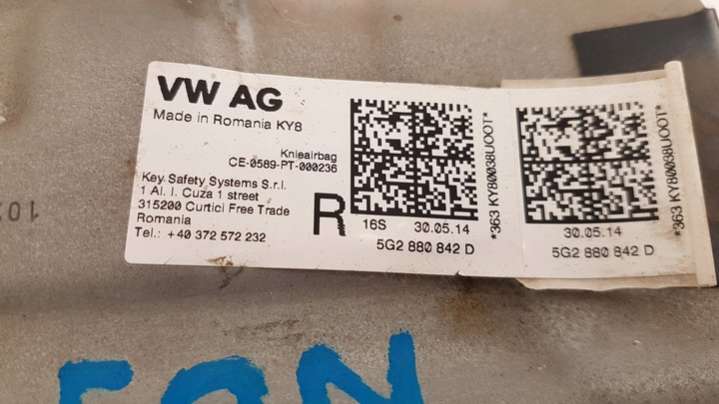 VW AG
Made in Romania KY8
Knieairbag
CE-0589-PT-000236
Key Safety Systems S.r.l.
1 Al. I. Cuza 1 street
315200 Curtici Free Trade
Romania
Tel.: +40 372 572 232
R
16S 30.05.14
5G2 880 842 D
*363 KY80038UOOT*
30.05.14
5G2 880 842 D
*363 KY80038UOOT*